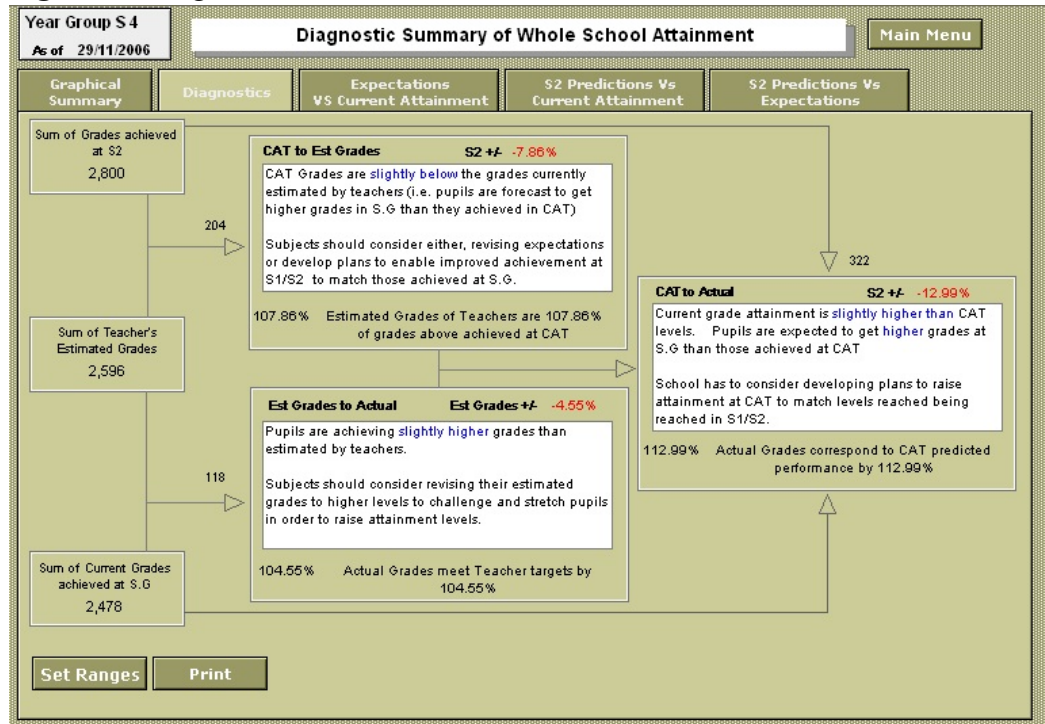 Year Group S 4
As of 29/11/2006
Diagnostic Summary of Whole School Attainment
Main Menu
Graphical
Summary
Diagnostics
Expectations
VS Current Attainment
S2 Predictions Vs
Current Attainment
S2 Predictions Vs
Expectations
Sum of Grades achieved
at S2
2,800
204
CAT to Est Grades S2 +/- -7.86%
CAT Grades are slightly below the grades currently
estimated by teachers (i.e. pupils are forecast to get
higher grades in S.G than they achieved in CAT)
Subjects should consider either, revising expectations
or develop plans to enable improved achievement at
S1/S2 to match those achieved at S.G.
107.86% Estimated Grades of Teachers are 107.86%
of grades above achieved at CAT
322
CAT to Actual S2 +/- -12.99%
Current grade attainment is slightly higher than CAT
levels. Pupils are expected to get higher grades at
S.G than those achieved at CAT
School has to consider developing plans to raise
attainment at CAT to match levels reached being
reached in S1/S2.
112.99% Actual Grades correspond to CAT predicted
performance by 112.99%
Sum of Teacher's
Estimated Grades
2,596
118
Est Grades to Actual Est Grades +/- -4.55%
Pupils are achieving slightly higher grades than
estimated by teachers.
Subjects should consider revising their estimated
grades to higher levels to challenge and stretch pupils
in order to raise attainment levels.
104.55% Actual Grades meet Teacher targets by
104.55%
Sum of Current Grades
achieved at S.G
2,478
Set Ranges
Print